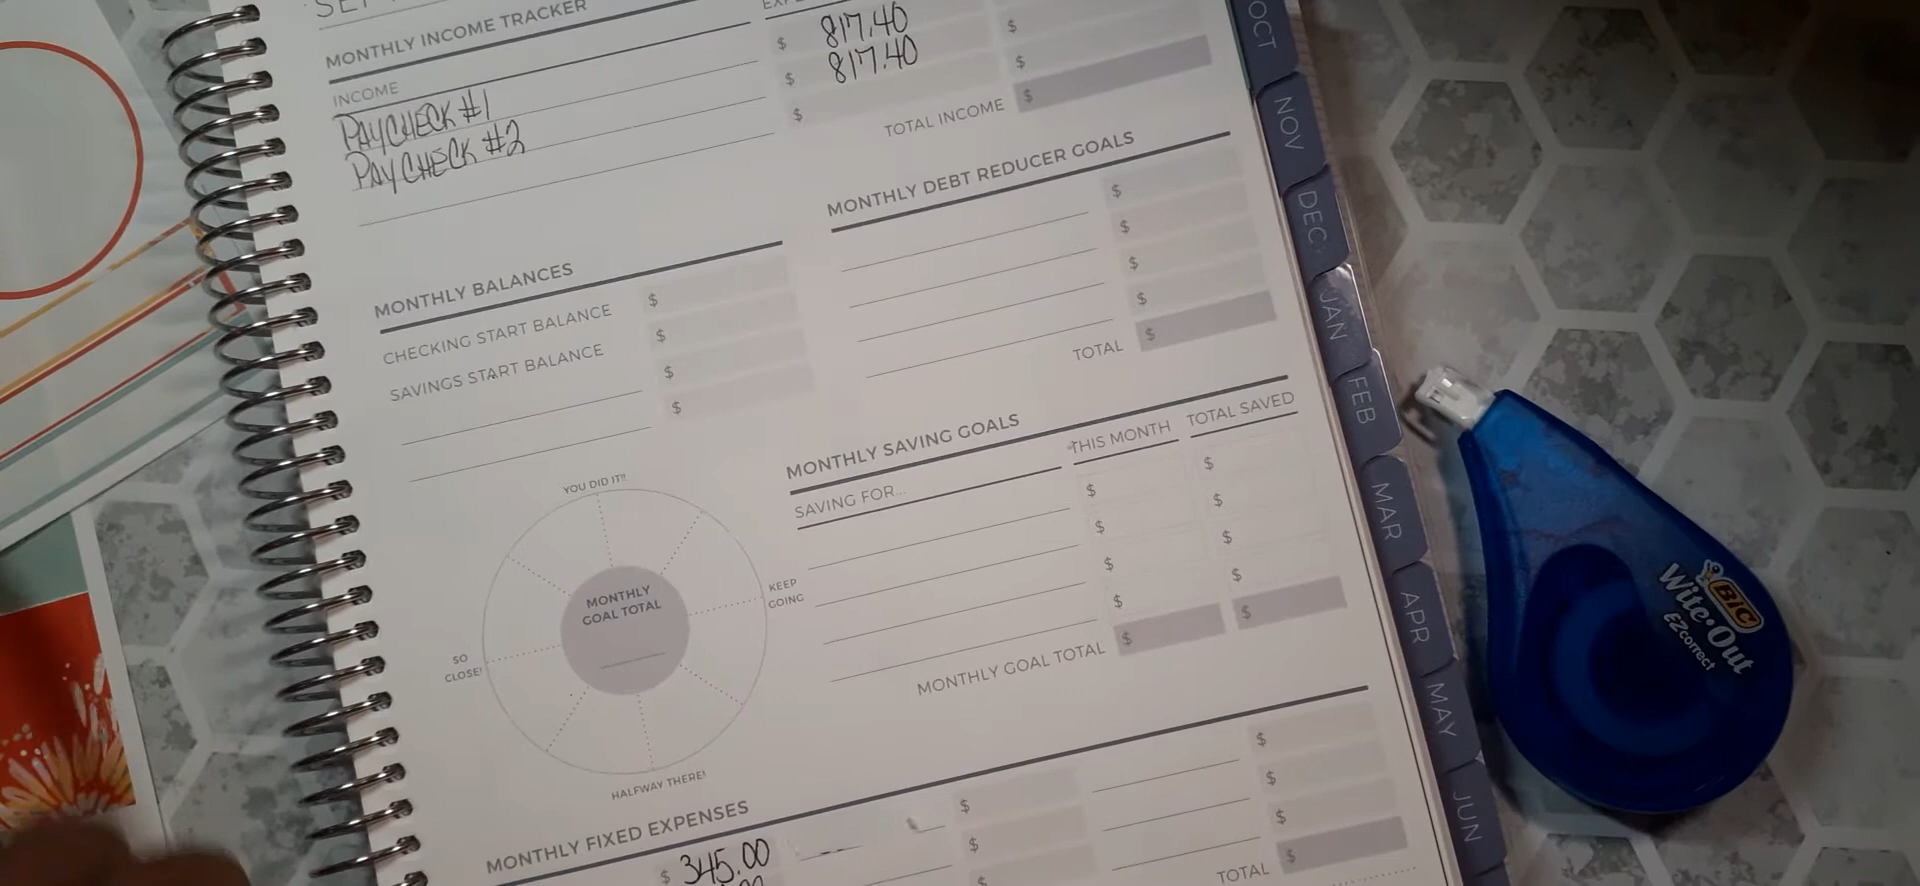 MONTHLY INCOME TRACKER
INCOME
PAYCHECK #1 $ 817.40 $
PAYCHECK #2 $ 817.40 $
$
TOTAL INCOME $
MONTHLY BALANCES
CHECKING START BALANCE $
SAVINGS START BALANCE $
$
$
MONTHLY DEBT REDUCER GOALS
$
$
$
$
TOTAL $
MONTHLY SAVING GOALS
SAVING FOR... THIS MONTH TOTAL SAVED
$ $
$ $
$ $
$ $
MONTHLY GOAL TOTAL $ $
YOU DID IT!!
KEEP
GOING
MONTHLY
GOAL TOTAL
SO
CLOSE!
HALFWAY THERE!
MONTHLY FIXED EXPENSES
$ 345.00 $ $
$ $
$ $
TOTAL $
OCT
NOV
DEC
JAN
FEB
MAR
APR
MAY
JUN
BIC
Wite•Out
EZcorrect